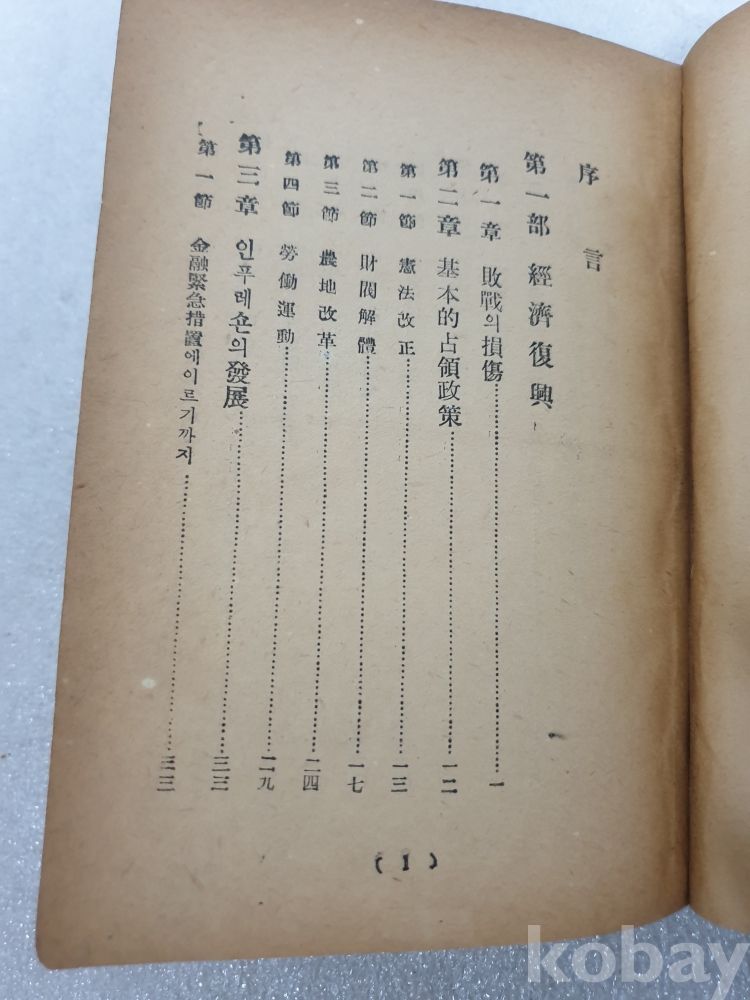 序言
第一部 經濟復興
第一章 敗戰의損傷……一
第二章 基本的占領政策……一二
第一節 憲法改正……一三
第二節 財閥解體……一七
第三節 農地改革……二四
第四節 勞働運動……二九
第三章 인푸레숀의發展……三三
第一節 金融緊急措置에이르기까지……三三
( 1 )
kobay